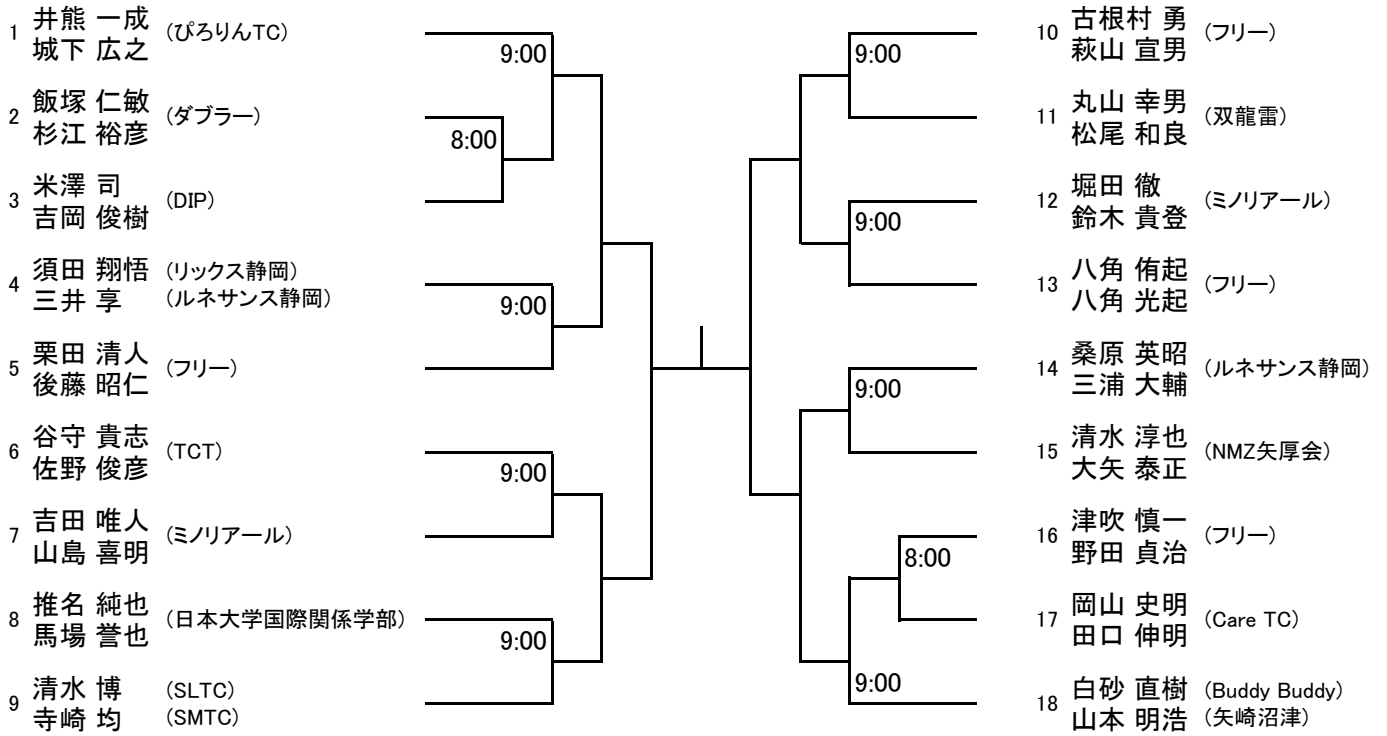 1 井熊 一成 (ぴろりんTC)
城下 広之
9:00
2 飯塚 仁敏 (ダブラー)
杉江 裕彦
8:00
3 米澤 司 (DIP)
吉岡 俊樹
4 須田 翔悟 (リックス静岡)
三井 享 (ルネサンス静岡)
9:00
5 栗田 清人 (フリー)
後藤 昭仁
6 谷守 貴志 (TCT)
佐野 俊彦
9:00
7 吉田 唯人 (ミノリアール)
山島 喜明
8 推名 純也 (日本大学国際関係学部)
馬場 誉也
9:00
9 清水 博 (SLTC)
寺崎 均 (SMTC)
10 古根村 勇 (フリー)
萩山 宣男
9:00
11 丸山 幸男 (双龍雷)
松尾 和良
12 堀田 徹 (ミノリアール)
鈴木 貴登
9:00
13 八角 侑起 (フリー)
八角 光起
14 桑原 英昭 (ルネサンス静岡)
三浦 大輔
9:00
15 清水 淳也 (NMZ矢厚会)
大矢 泰正
16 津吹 慎一 (フリー)
野田 貞治
8:00
17 岡山 史明 (Care TC)
田口 伸明
9:00
18 白砂 直樹 (Buddy Buddy)
山本 明浩 (矢崎沼津)